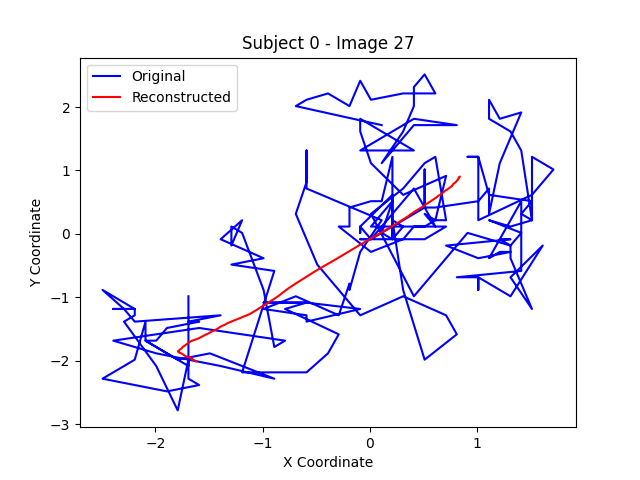 Subject 0 - Image 27
Original
Reconstructed
Y Coordinate
2
1
0
−1
−2
−3
−2
−1
0
1
X Coordinate